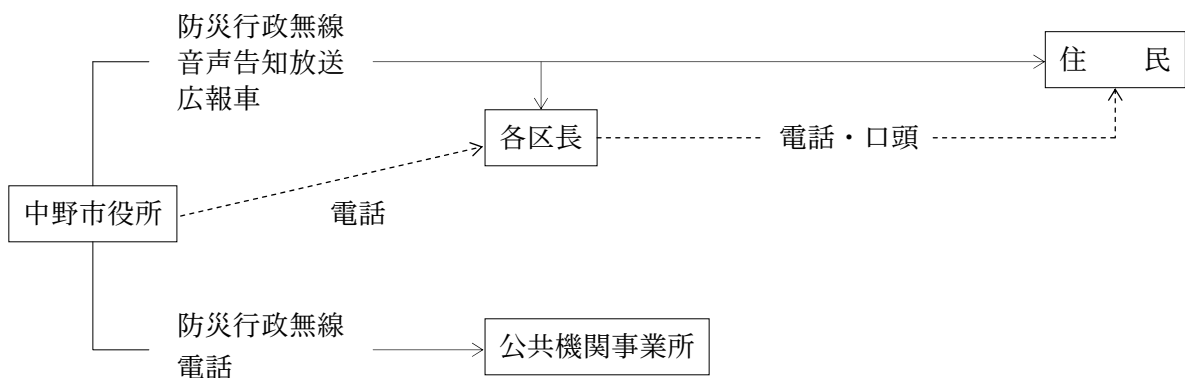 防災行政無線
音声告知放送
広報車
住　民
各区長
電話・口頭
中野市役所
電話
防災行政無線
電話
公共機関事業所